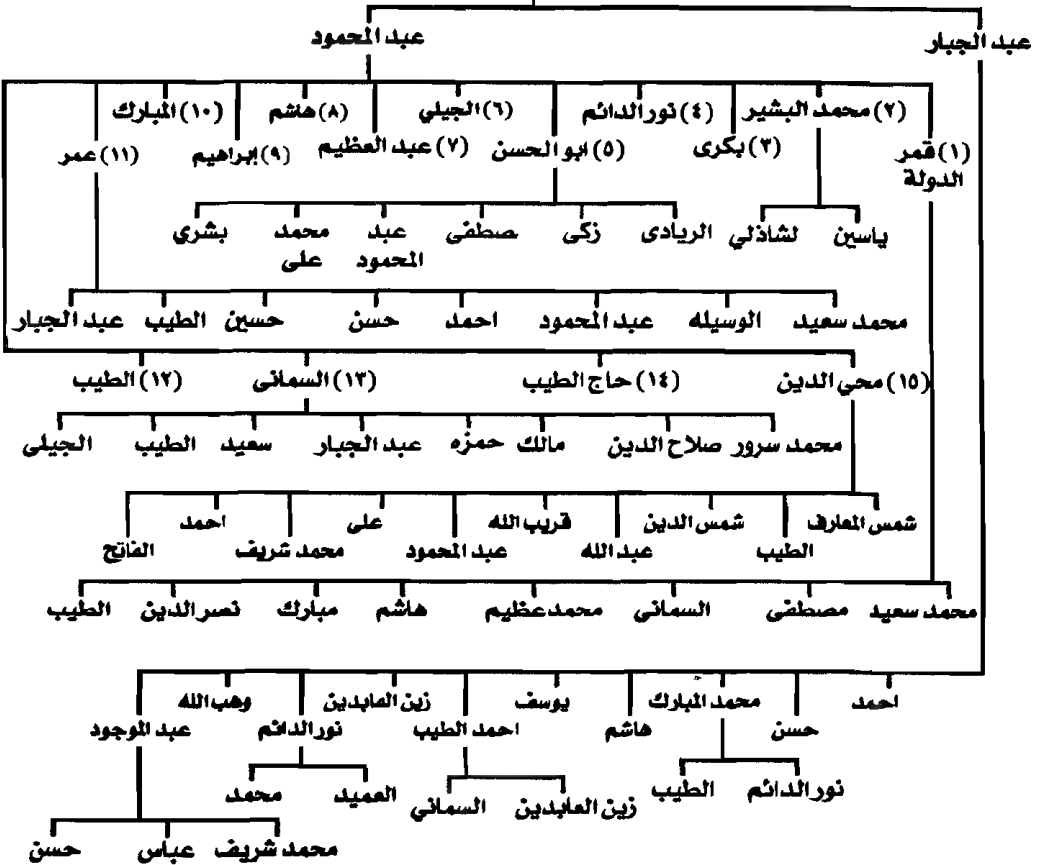 عبد الجبار
عبد المحمود
(١) قمر الدولة
(٢) محمد البشير
(٣) بكرى
(٤) نور الدائم
(٥) ابو الحسن
(٦) الجيلي
(٧) عبد العظيم
(٨) هاشم
(٩) إبراهيم
(١٠) المبارك
(١١) عمر
ياسين لشاذلي
الريادى زكى صطفى عبد المحمود محمد على بشري
محمد سعيد الوسيله عبد المحمود احمد حسن حسين الطيب عبد الجبار
(١٥) محي الدين (١٤) حاج الطيب (١٣) السمانى (١٢) الطيب
محمد سرور صلاح الدين مالك حمزه عبد الجبار سعيد الطيب الجيلى
شمس المعارف شمس الدين قريب الله على احمد
الطيب عبد الله عبد المحمود محمد شريف الفاتح
محمد سعيد مصطفى السمانى محمد عظيم هاشم مبارك نصر الدين الطيب
احمد محمد المبارك يوسف زين العابدين وهب الله
حسن هاشم احمد الطيب نور الدائم عبد الموجود
نور الدائم الطيب زين العابدين السماني العميد محمد
محمد شريف عباس حسن